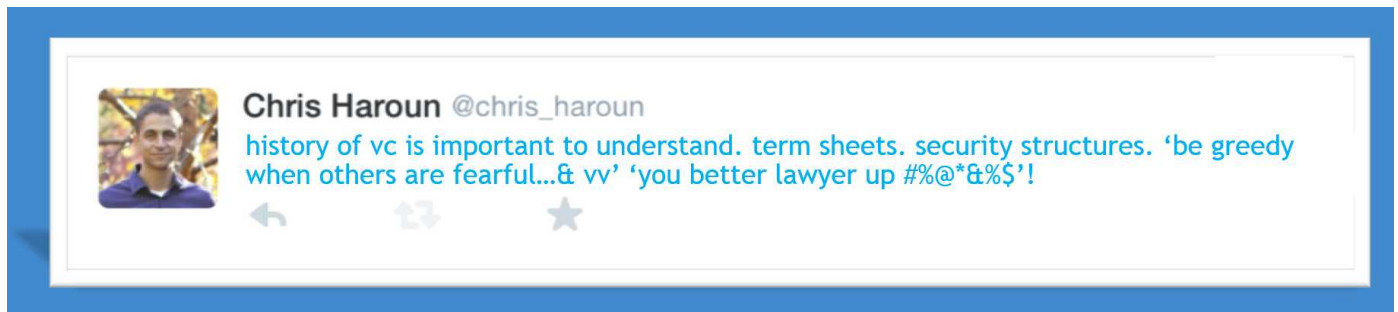 Chris Haroun @chris_haroun
history of vc is important to understand. term sheets. security structures. ‘be greedy
when others are fearful…& vv’ ‘you better lawyer up #%@*&%$’!